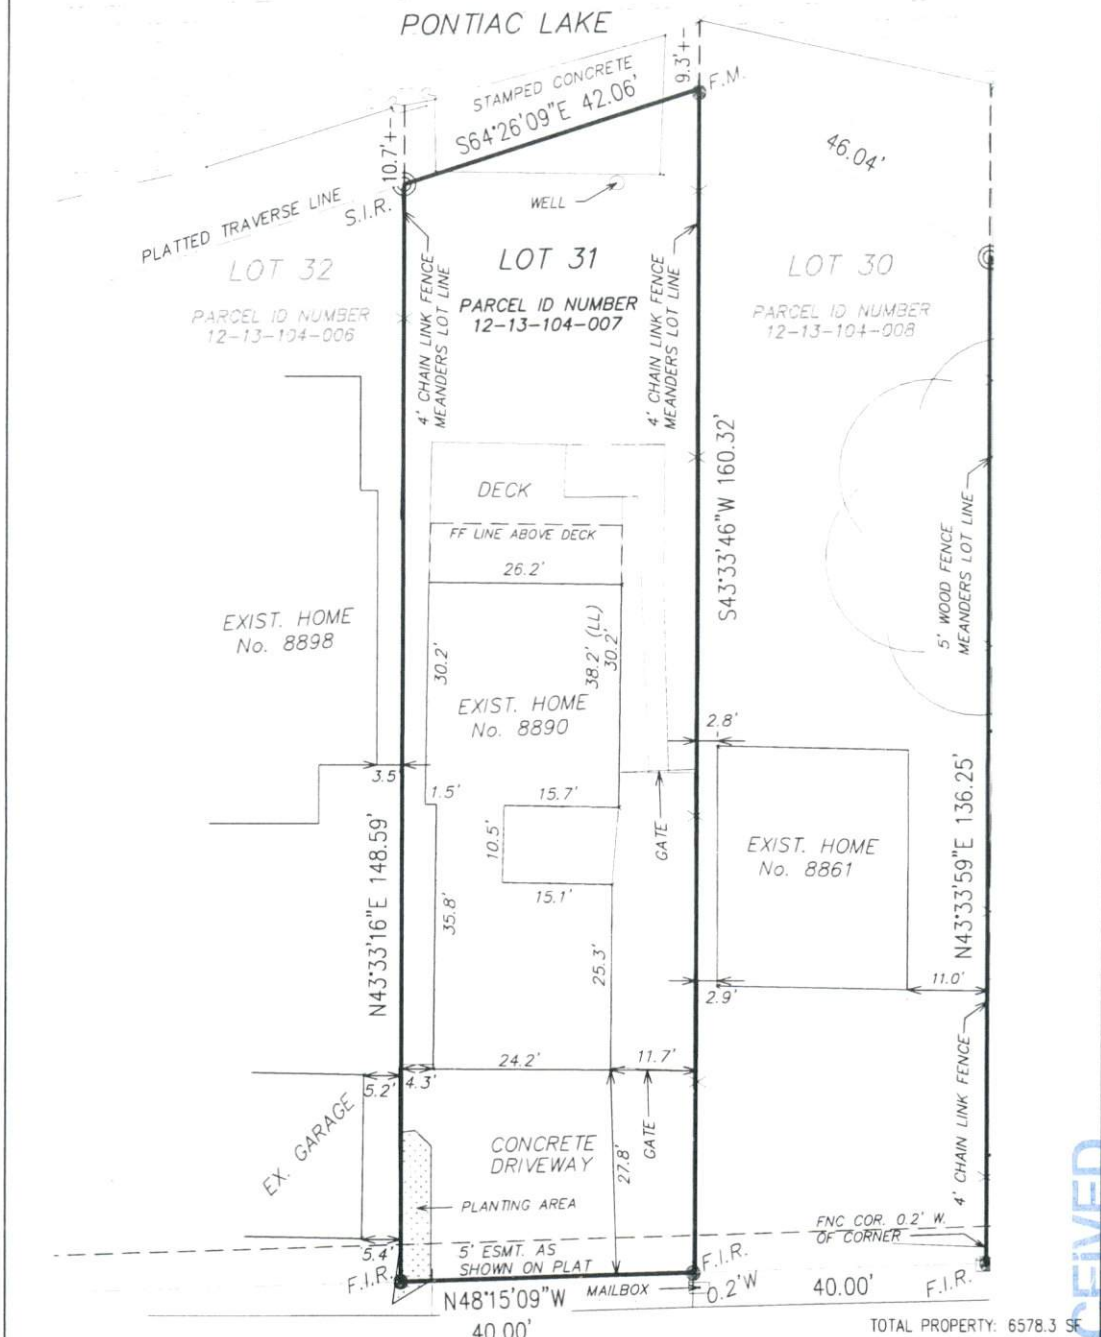 PONTIAC LAKE
STAMPED CONCRETE
S64°26'09"E 42.06'
9.3'+-
F.M.
10.7'+-
S.I.R.
PLATTED TRAVERSE LINE
WELL
46.04'
LOT 32
PARCEL ID NUMBER
12-13-104-006
LOT 31
PARCEL ID NUMBER
12-13-104-007
LOT 30
PARCEL ID NUMBER
12-13-104-008
4' CHAIN LINK FENCE
MEANDERS LOT LINE
4' CHAIN LINK FENCE
MEANDERS LOT LINE
S43°33'46"W 160.32'
5' WOOD FENCE
MEANDERS LOT LINE
DECK
FF LINE ABOVE DECK
26.2'
EXIST. HOME
No. 8898
30.2'
38.2' (LL)
30.2'
EXIST. HOME
No. 8890
2.8'
3.5'
1.5'
15.7'
10.5'
15.1'
GATE
EXIST. HOME
No. 8861
N43°33'16"E 148.59'
35.8'
25.3'
N43°33'59"E 136.25'
2.9'
11.0'
24.2'
11.7'
5.2'
4.3'
EX. GARAGE
CONCRETE
DRIVEWAY
27.8'
GATE
4' CHAIN LINK FENCE
PLANTING AREA
FNC COR. 0.2' W.
OF CORNER
5.4'
5' ESMT. AS
SHOWN ON PLAT
F.I.R.
F.I.R.
F.I.R.
MAILBOX
0.2'W
N48°15'09"W
40.00'
40.00'
TOTAL PROPERTY: 6578.3 SF
CEIVED